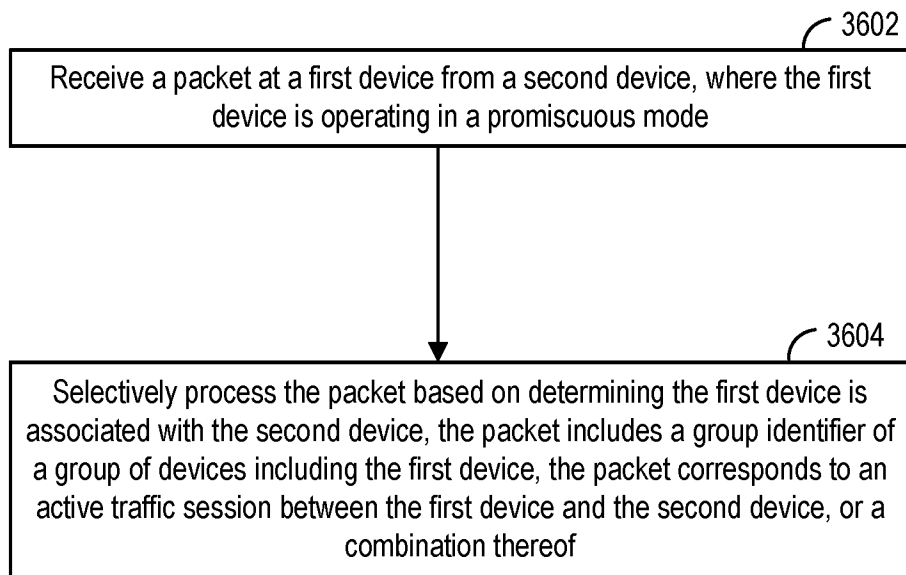 3602
Receive a packet at a first device from a second device, where the first
device is operating in a promiscuous mode
3604
Selectively process the packet based on determining the first device is
associated with the second device, the packet includes a group identifier of
a group of devices including the first device, the packet corresponds to an
active traffic session between the first device and the second device, or a
combination thereof